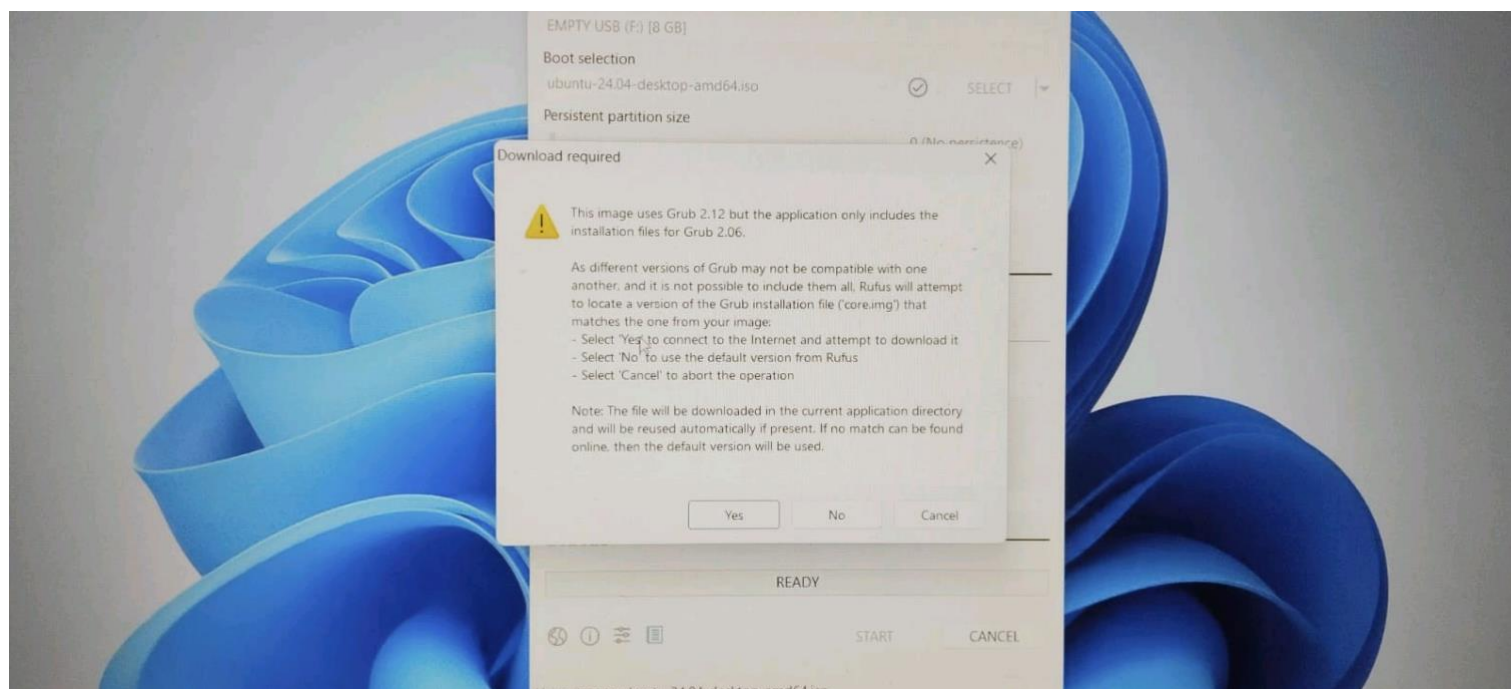 EMPTY USB (F:) [8 GB]
Boot selection
ubuntu-24.04-desktop-amd64.iso
SELECT
Persistent partition size
0 (No persistence)
Download required
This image uses Grub 2.12 but the application only includes the
installation files for Grub 2.06.
As different versions of Grub may not be compatible with one
another, and it is not possible to include them all, Rufus will attempt
to locate a version of the Grub installation file ('core.img') that
matches the one from your image:
- Select 'Yes' to connect to the Internet and attempt to download it
- Select 'No' to use the default version from Rufus
- Select 'Cancel' to abort the operation
Note: The file will be downloaded in the current application directory
and will be reused automatically if present. If no match can be found
online, then the default version will be used.
Yes
No
Cancel
READY
START
CANCEL
24.04-desktop-amd64.iso